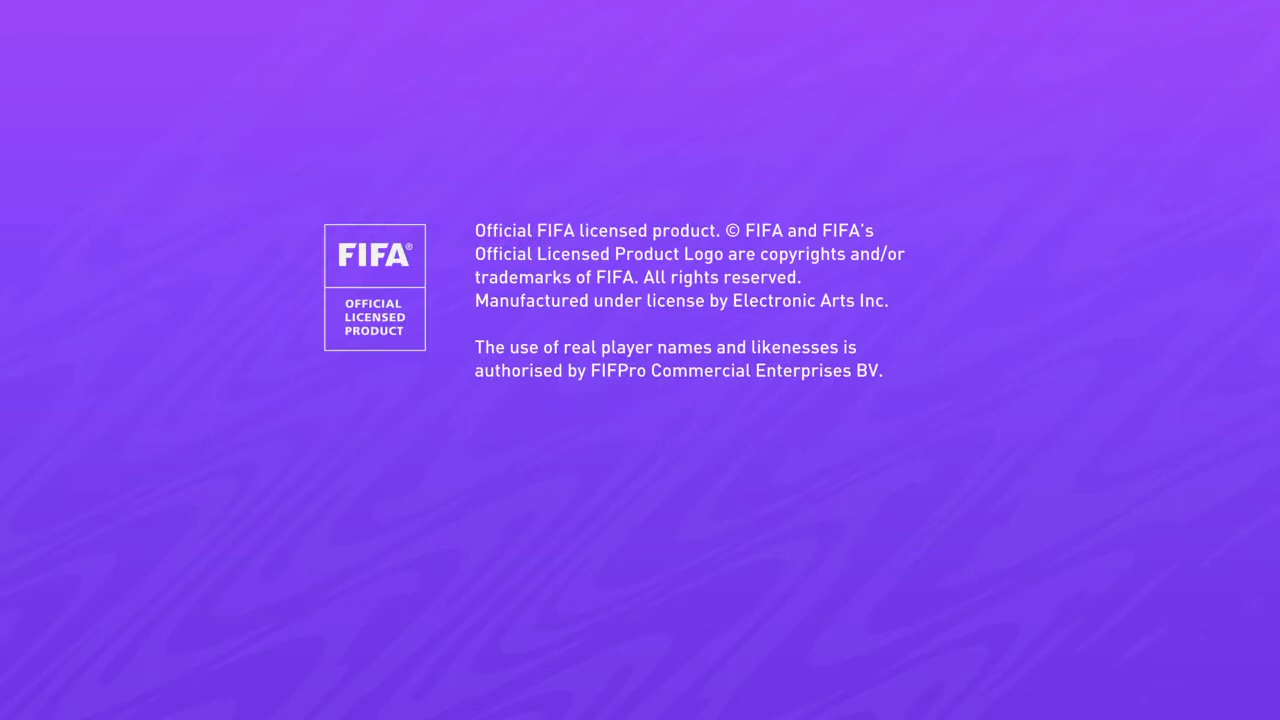 FIFA®
OFFICIAL
LICENSED
PRODUCT
Official FIFA licensed product. © FIFA and FIFA's
Official Licensed Product Logo are copyrights and/or
trademarks of FIFA. All rights reserved.
Manufactured under license by Electronic Arts Inc.
The use of real player names and likenesses is
authorised by FIFPro Commercial Enterprises BV.